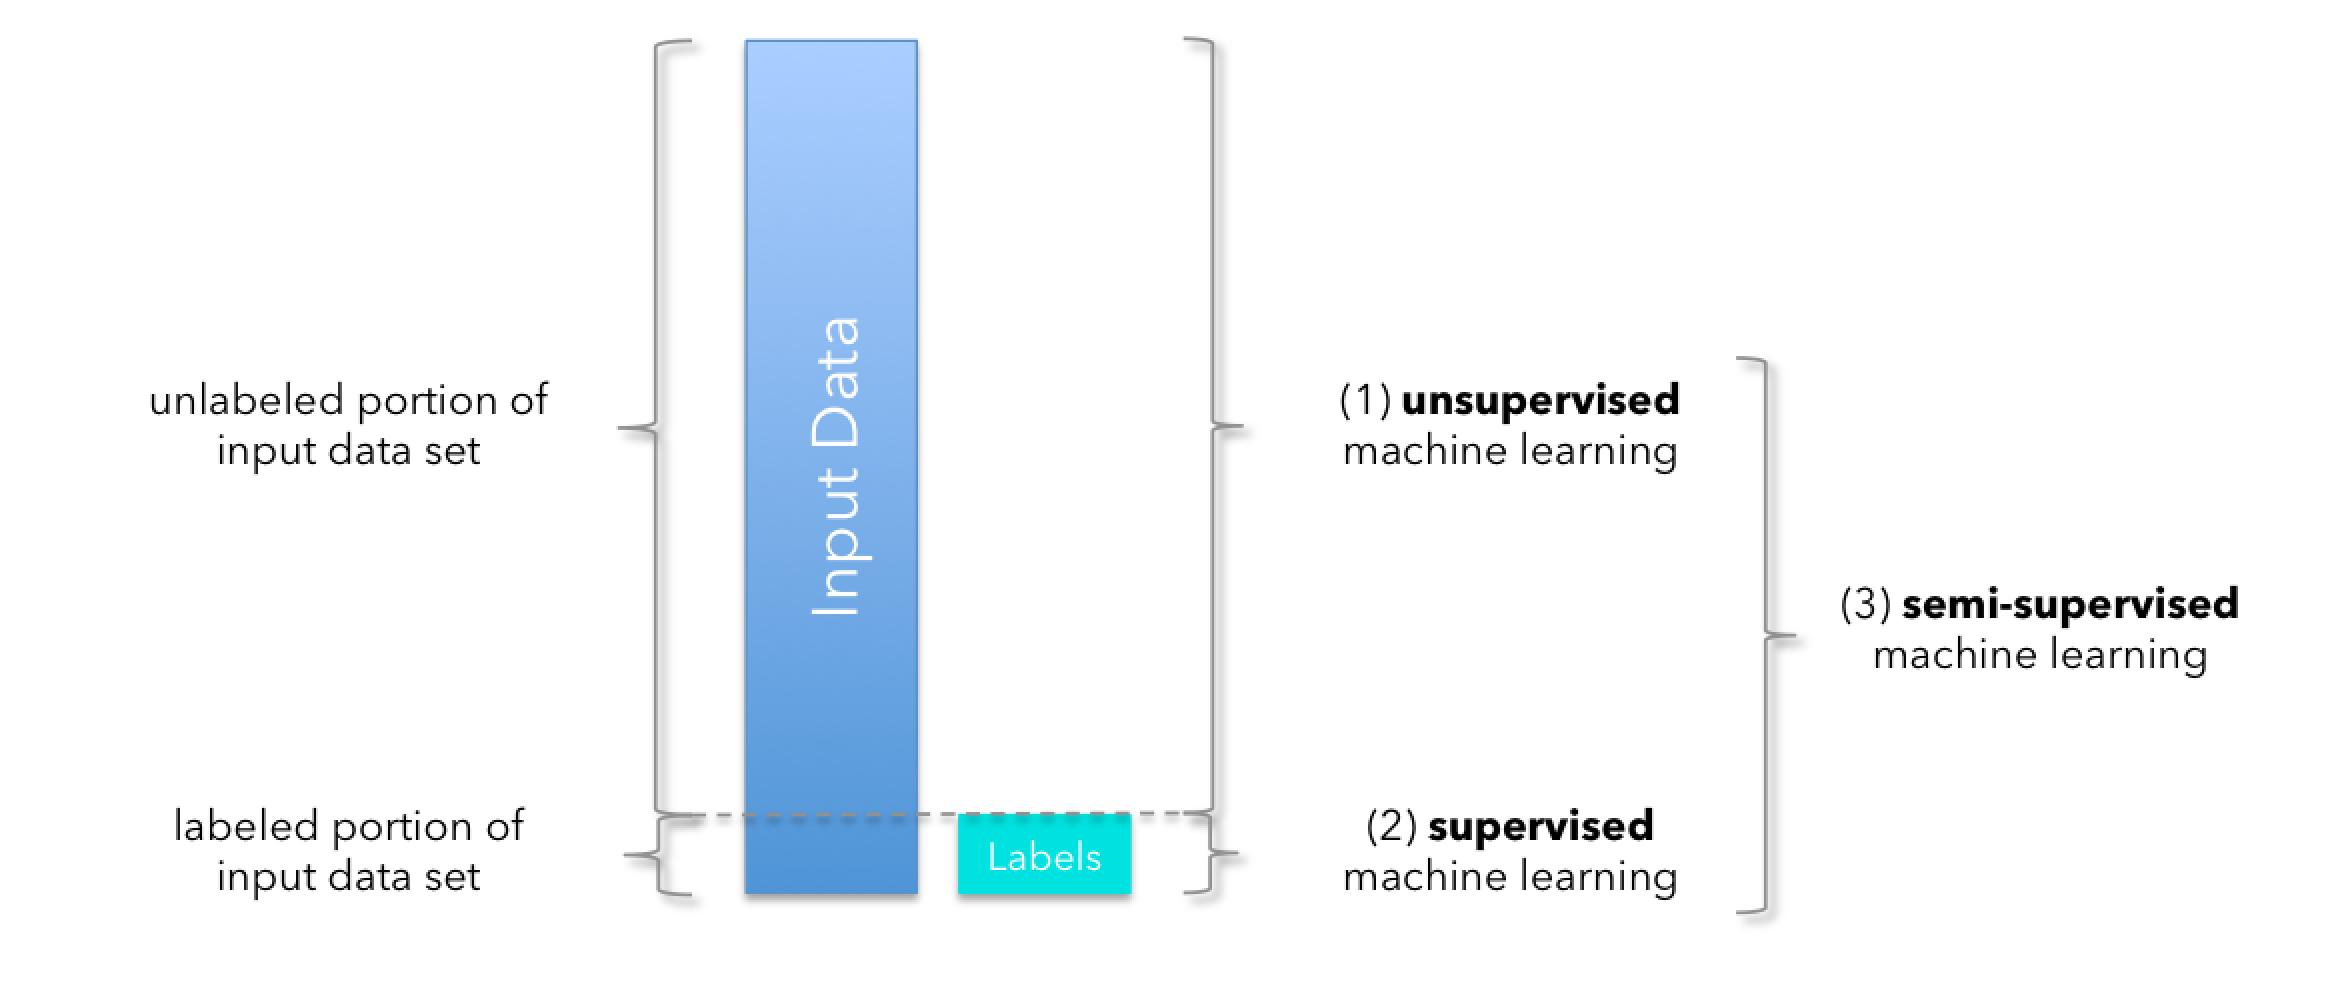 unlabeled portion of
input data set
Input Data
(1) unsupervised
machine learning
(3) semi-supervised
machine learning
labeled portion of
input data set
Labels
(2) supervised
machine learning